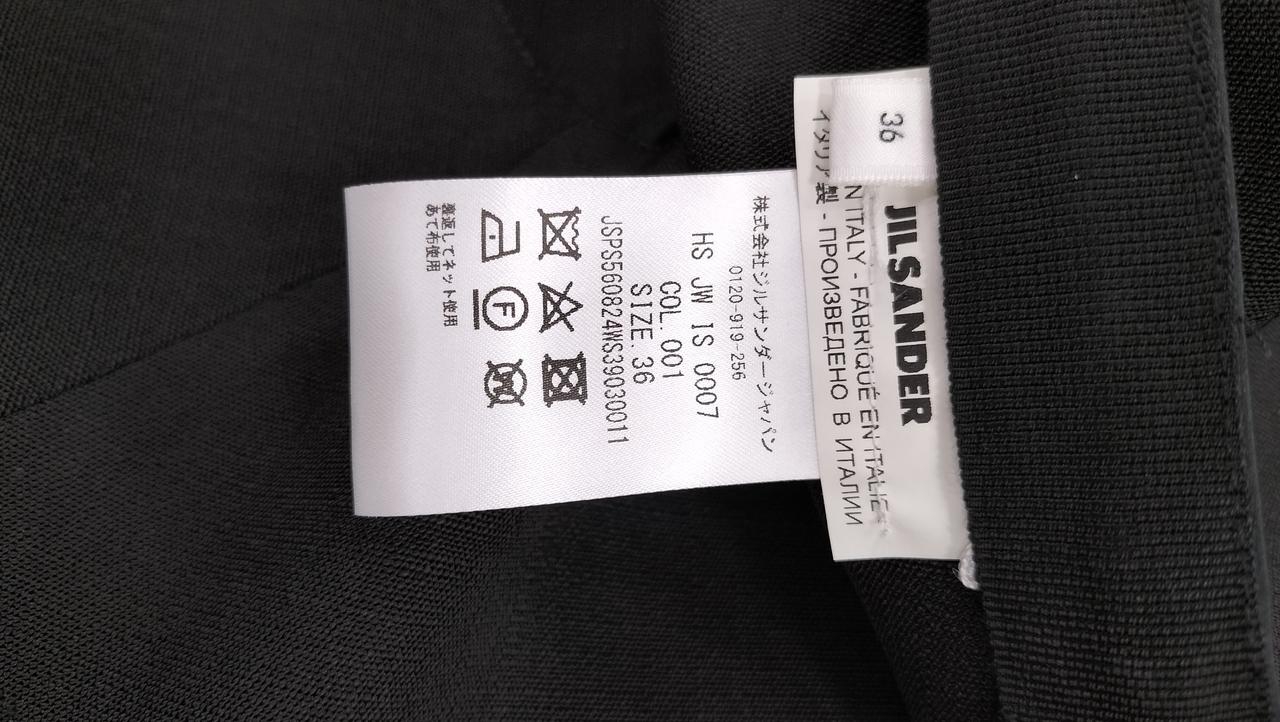 36
JILSANDER
N ITALY - FABRIQUÉ EN ITALIE -
イタリア製 - ПРОИЗВЕДЕНО В ИТАЛИИ
株式会社ジルサンダージャパン
0120-919-256
HS JW IS 0007
COL. 001
SIZE. 36
JSPS560824WS39030011
F
W
裏返してネット使用
あて布使用